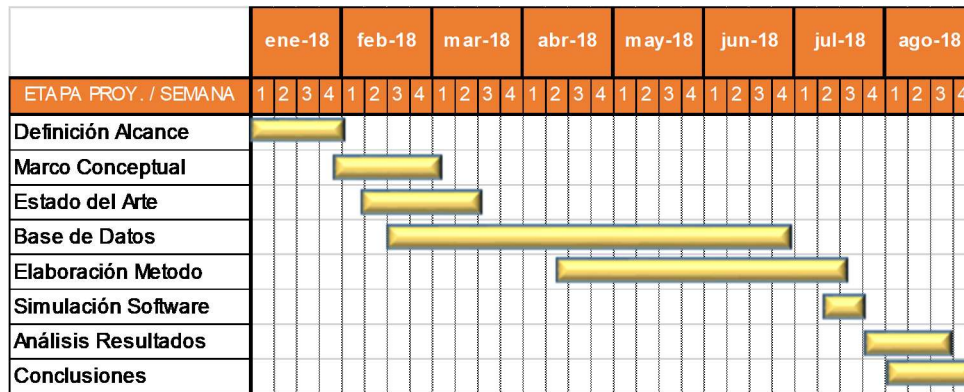 ene-18 feb-18 mar-18 abr-18 may-18 jun-18 jul-18 ago-18
ETAPA PROY. / SEMANA 1 2 3 4 1 2 3 4 1 2 3 4 1 2 3 4 1 2 3 4 1 2 3 4 1 2 3 4 1 2 3 4
Definición Alcance
Marco Conceptual
Estado del Arte
Base de Datos
Elaboración Metodo
Simulación Software
Análisis Resultados
Conclusiones